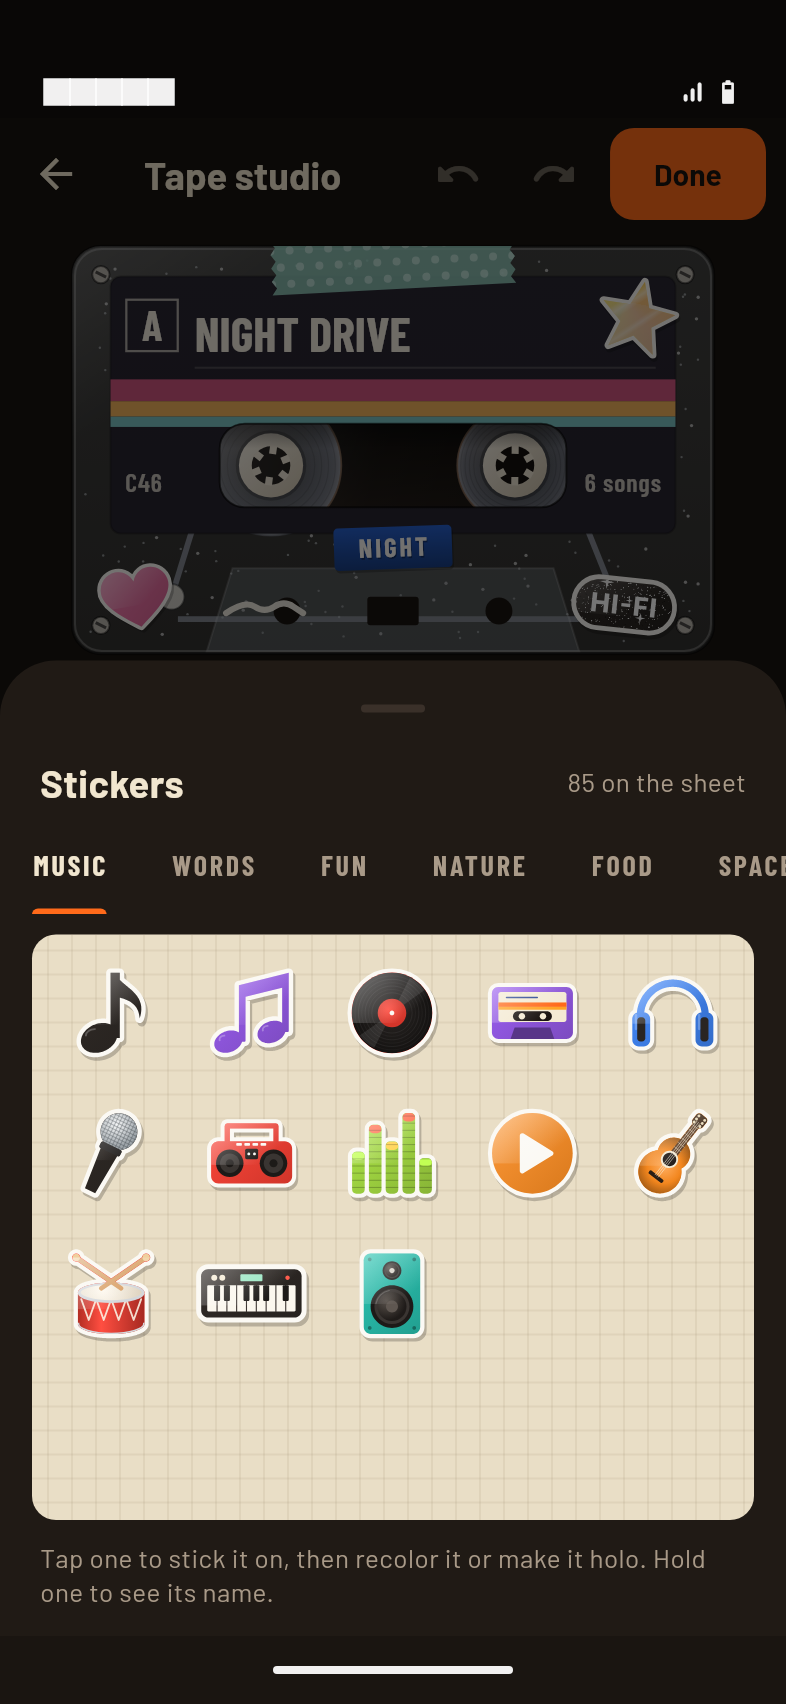 Tape studio
Done
A
NIGHT DRIVE
C46
6 songs
NIGHT
HI-FI
Stickers
85 on the sheet
MUSIC
WORDS
FUN
NATURE
FOOD
SPACE
Tap one to stick it on, then recolor it or make it holo. Hold
one to see its name.